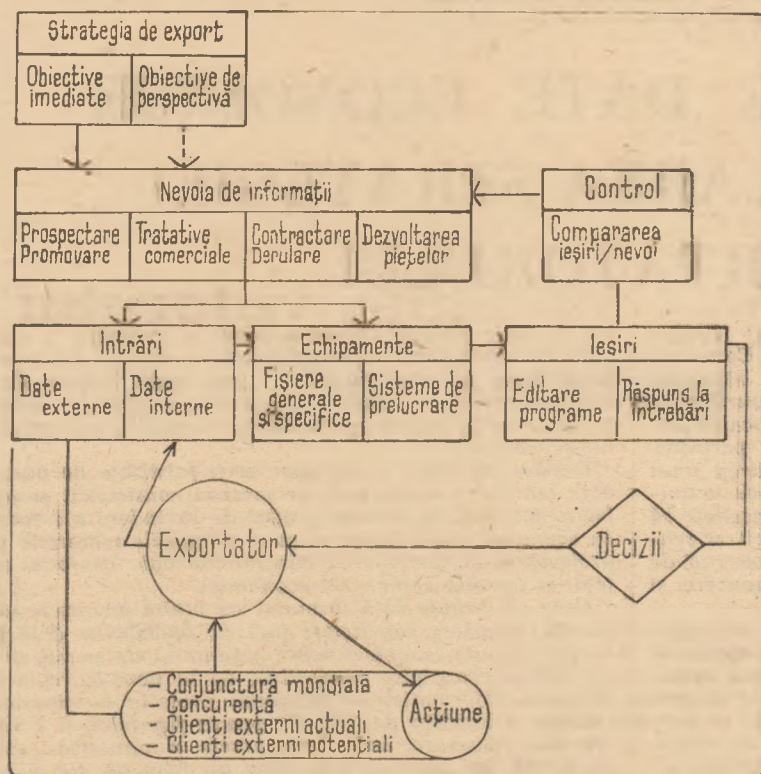 Strategia de export
Obiective
imediate
Obiective de
perspectivă
Nevoia de informații
Prospectare
Promovare
Tratative
comerciale
Contractare
Derulare
Dezvoltarea
piețelor
Control
Compararea
ieșiri/nevoi
Intrări
Date
externe
Date
interne
Echipamente
Fișiere
generale
și specifice
Sisteme de
prelucrare
Ieșiri
Editare
programe
Răspuns la
întrebări
Exportator
Decizii
- Conjunctură mondială
- Concurență
- Clienți externi actuali
- Clienți externi potențiali
Acțiune